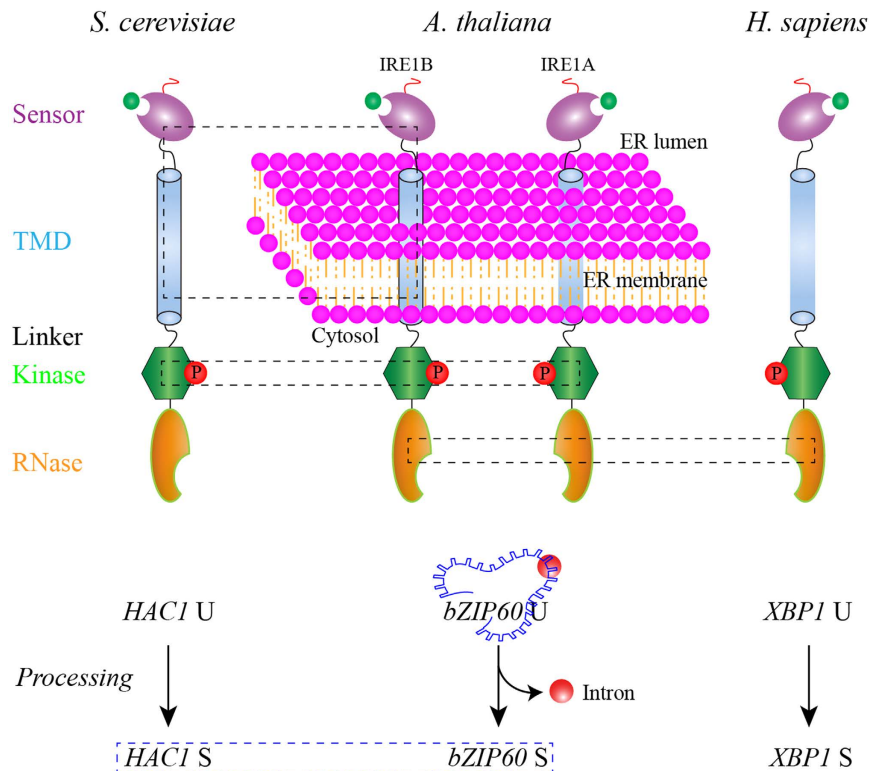 S. cerevisiae A. thaliana H. sapiens
IRE1B IRE1A
Sensor
ER lumen
TMD
ER membrane
Cytosol
Linker
Kinase P P P P
RNase
HAC1 U bZIP60 U XBP1 U
Processing
Intron
HAC1 S bZIP60 S XBP1 S